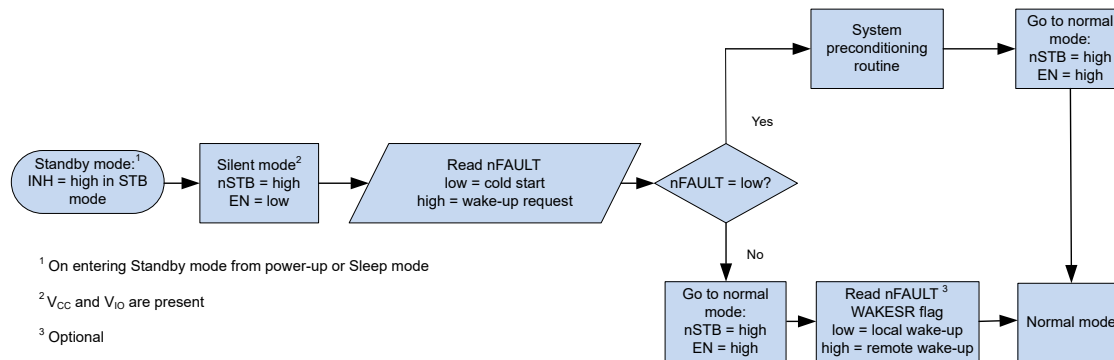 Standby mode:1
INH = high in STB
mode
Silent mode2
nSTB = high
EN = low
Read nFAULT
low = cold start
high = wake-up request
nFAULT = low?
Yes
System
preconditioning
routine
Go to normal
mode:
nSTB = high
EN = high
No
Go to normal
mode:
nSTB = high
EN = high
Read nFAULT 3
WAKESR flag
low = local wake-up
high = remote wake-up
Normal mode
1 On entering Standby mode from power-up or Sleep mode
2 VCC and VIO are present
3 Optional